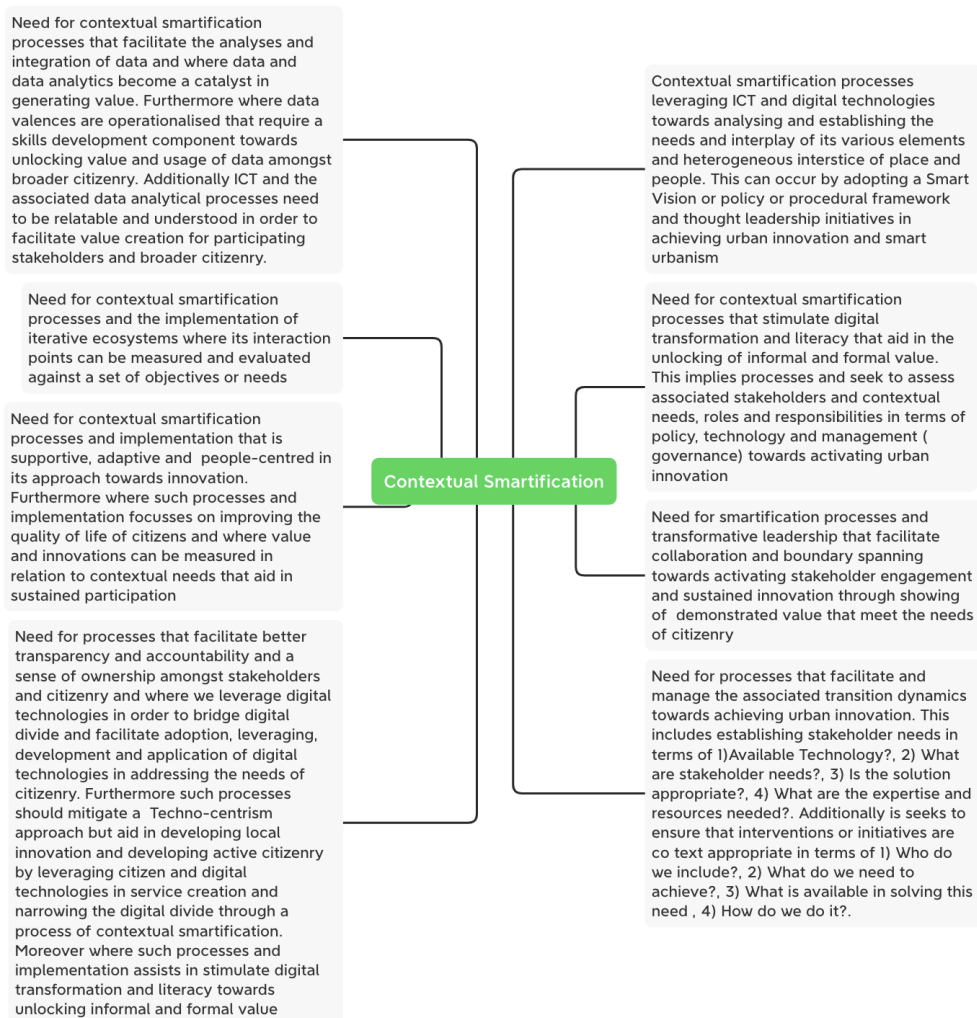 Need for contextual smartification
processes that facilitate the analyses and
integration of data and where data and
data analytics become a catalyst in
generating value. Furthermore where data
valences are operationalised that require a
skills development component towards
unlocking value and usage of data amongst
broader citizenry. Additionally ICT and the
associated data analytical processes need
to be relatable and understood in order to
facilitate value creation for participating
stakeholders and broader citizenry.
Need for contextual smartification
processes and the implementation of
iterative ecosystems where its interaction
points can be measured and evaluated
against a set of objectives or needs
Need for contextual smartification
processes and implementation that is
supportive, adaptive and  people-centred in
its approach towards innovation.
Furthermore where such processes and
implementation focusses on improving the
quality of life of citizens and where value
and innovations can be measured in
relation to contextual needs that aid in
sustained participation
Need for processes that facilitate better
transparency and accountability and a
sense of ownership amongst stakeholders
and citizenry and where we leverage digital
technologies in order to bridge digital
divide and facilitate adoption, leveraging,
development and application of digital
technologies in addressing the needs of
citizenry. Furthermore such processes
should mitigate a  Techno-centrism
approach but aid in developing local
innovation and developing active citizenry
by leveraging citizen and digital
technologies in service creation and
narrowing the digital divide through a
process of contextual smartification.
Moreover where such processes and
implementation assists in stimulate digital
transformation and literacy towards
unlocking informal and formal value
Contextual Smartification
Contextual smartification processes
leveraging ICT and digital technologies
towards analysing and establishing the
needs and interplay of its various elements
and heterogeneous interstice of place and
people. This can occur by adopting a Smart
Vision or policy or procedural framework
and thought leadership initiatives in
achieving urban innovation and smart
urbanism
Need for contextual smartification
processes that stimulate digital
transformation and literacy that aid in the
unlocking of informal and formal value.
This implies processes and seek to assess
associated stakeholders and contextual
needs, roles and responsibilities in terms of
policy, technology and management (
governance) towards activating urban
innovation
Need for smartification processes and
transformative leadership that facilitate
collaboration and boundary spanning
towards activating stakeholder engagement
and sustained innovation through showing
of  demonstrated value that meet the needs
of citizenry
Need for processes that facilitate and
manage the associated transition dynamics
towards achieving urban innovation. This
includes establishing stakeholder needs in
terms of 1)Available Technology?, 2) What
are stakeholder needs?, 3) Is the solution
appropriate?, 4) What are the expertise and
resources needed?. Additionally is seeks to
ensure that interventions or initiatives are
co text appropriate in terms of 1) Who do
we include?, 2) What do we need to
achieve?, 3) What is available in solving this
need , 4) How do we do it?.